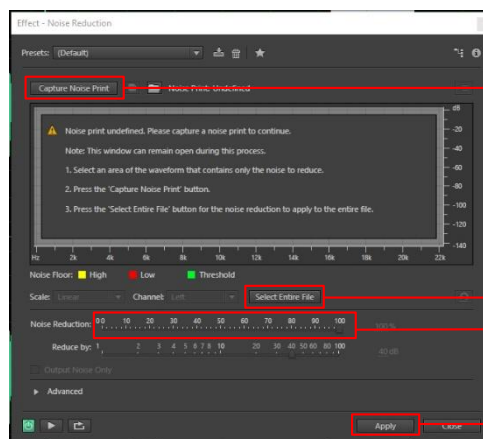 Effect - Noise Reduction
Presets: (Default)
Capture Noise Print Noise Print: Undefined
dB
Noise print undefined. Please capture a noise print to continue.
Note: This window can remain open during this process.
1. Select an area of the waveform that contains only the noise to reduce.
2. Press the 'Capture Noise Print' button.
3. Press the 'Select Entire File' button for the noise reduction to apply to the entire file.
-20
-40
-60
-80
-100
-120
-140
Hz 2k 4k 6k 8k 10k 12k 14k 16k 18k 20k 22k
Noise Floor: High Low Threshold
Scale: Linear Channel: Left Select Entire File
Noise Reduction: 0 0 10 20 30 40 50 60 70 80 90 100 100 %
Reduce by: 1 2 3 4 5 6 7 8 10 20 30 40 50 60 80 100 40 dB
Output Noise Only
Advanced
Apply Close